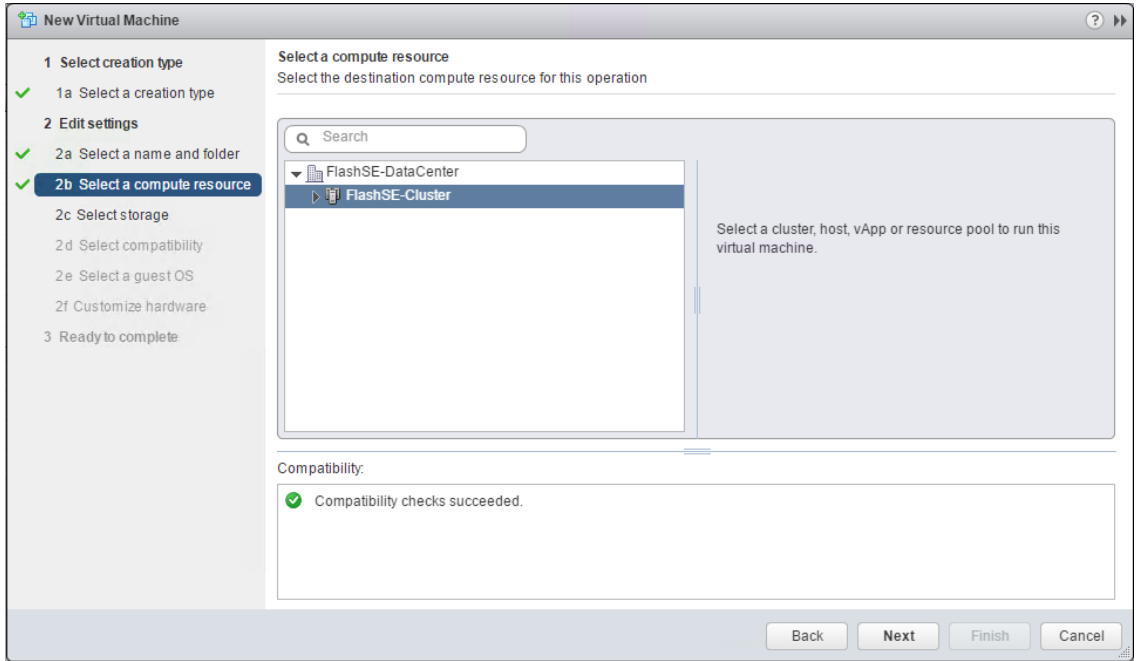 New Virtual Machine
?
1 Select creation type
1a Select a creation type
2 Edit settings
2a Select a name and folder
2b Select a compute resource
2c Select storage
2d Select compatibility
2e Select a guest OS
2f Customize hardware
3 Ready to complete
Select a compute resource
Select the destination compute resource for this operation
Search
FlashSE-DataCenter
FlashSE-Cluster
Select a cluster, host, vApp or resource pool to run this
virtual machine.
Compatibility:
Compatibility checks succeeded.
Back Next Finish Cancel